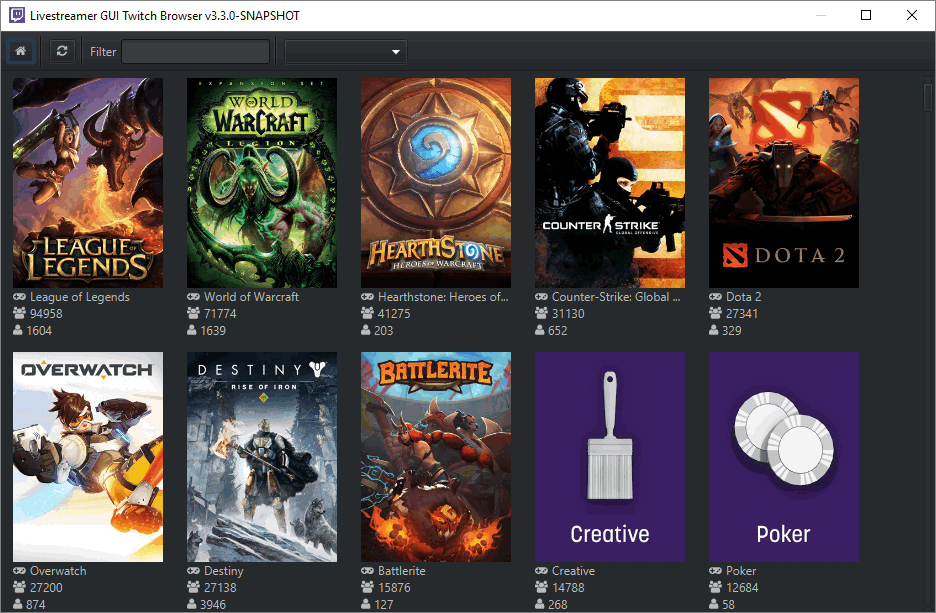 Livestreamer GUI Twitch Browser v3.3.0-SNAPSHOT
Filter
LEAGUE OF LEGENDS
EXPANSION SET
WORLD OF WARCRAFT
LEGION
HEARTHSTONE
HEROES OF WARCRAFT
COUNTER STRIKE
GLOBAL OFFENSIVE
DOTA 2
League of Legends
World of Warcraft
Hearthstone: Heroes of...
Counter-Strike: Global ...
Dota 2
94958
71774
41275
31130
27341
1604
1639
203
652
329
OVERWATCH
DESTINY
RISE OF IRON
BATTLERITE
Creative
Poker
Overwatch
Destiny
Battlerite
Creative
Poker
27200
27138
15876
14788
12684
874
3946
127
268
58